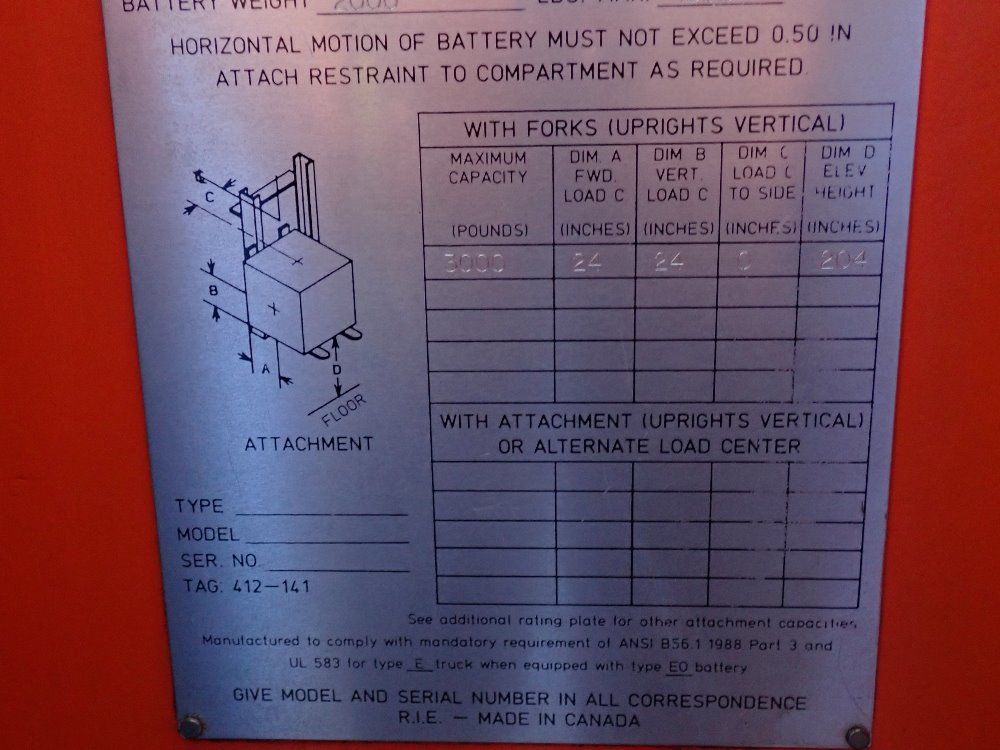 BATTERY WEIGHT 2000
HORIZONTAL MOTION OF BATTERY MUST NOT EXCEED 0.50 IN
ATTACH RESTRAINT TO COMPARTMENT AS REQUIRED
WITH FORKS (UPRIGHTS VERTICAL)
MAXIMUM CAPACITY (POUNDS)
DIM. A FWD. LOAD C (INCHES)
DIM B VERT. LOAD C (INCHES)
DIM C LOAD C TO SIDE (INCHES)
DIM D ELEV HEIGHT (INCHES)
3000 24 24 0 204
C
B
A
D
FLOOR
ATTACHMENT
WITH ATTACHMENT (UPRIGHTS VERTICAL)
OR ALTERNATE LOAD CENTER
TYPE
MODEL
SER. NO.
TAG: 412-141
See additional rating plate for other attachment capacities
Manufactured to comply with mandatory requirement of ANSI B56.1 1988 Part 3 and
UL 583 for type E truck when equipped with type EO battery
GIVE MODEL AND SERIAL NUMBER IN ALL CORRESPONDENCE
R.I.E. - MADE IN CANADA